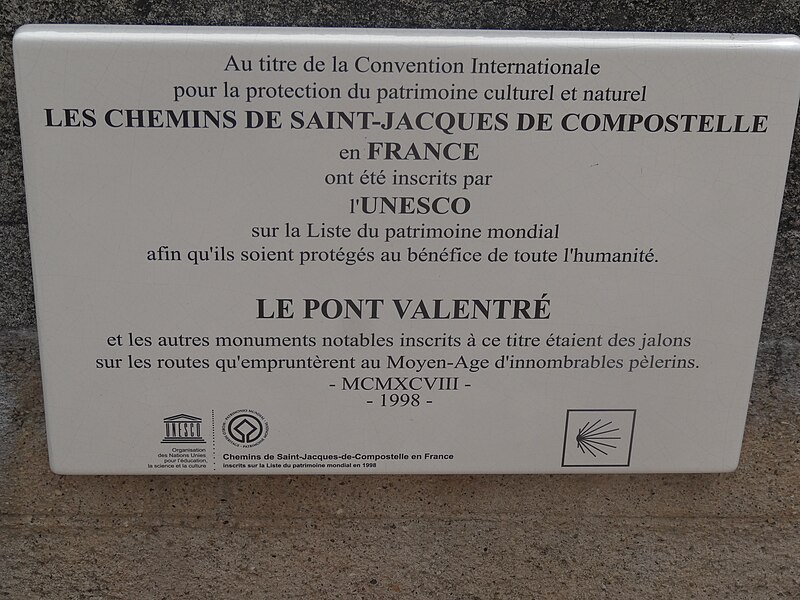 Au titre de la Convention Internationale
pour la protection du patrimoine culturel et naturel
LES CHEMINS DE SAINT-JACQUES DE COMPOSTELLE
en FRANCE
ont été inscrits par
l'UNESCO
sur la Liste du patrimoine mondial
afin qu'ils soient protégés au bénéfice de toute l'humanité.
LE PONT VALENTRÉ
et les autres monuments notables inscrits à ce titre étaient des jalons
sur les routes qu'empruntèrent au Moyen-Age d'innombrables pèlerins.
- MCMXCVIII -
- 1998 -
UNESCO
Organisation
des Nations Unies
pour l'éducation,
la science et la culture
Chemins de Saint-Jacques-de-Compostelle en France
inscrits sur la Liste du patrimoine mondial en 1998